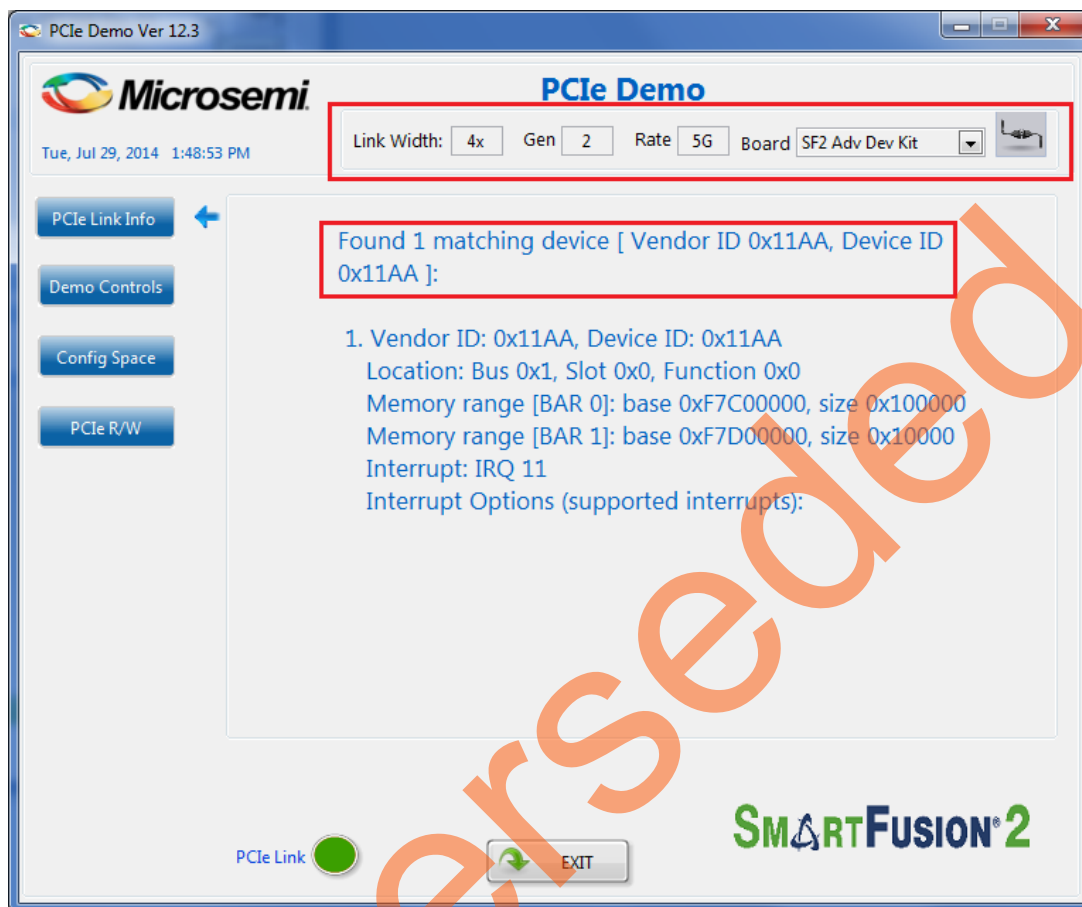 PCIe Demo Ver 12.3
Microsemi.
PCIe Demo
Link Width: 4x Gen 2 Rate 5G Board SF2 Adv Dev Kit
Tue, Jul 29, 2014 1:48:53 PM
PCIe Link Info
Demo Controls
Config Space
PCIe R/W
Found 1 matching device [ Vendor ID 0x11AA, Device ID
0x11AA ]:
1. Vendor ID: 0x11AA, Device ID: 0x11AA
Location: Bus 0x1, Slot 0x0, Function 0x0
Memory range [BAR 0]: base 0xF7C00000, size 0x100000
Memory range [BAR 1]: base 0xF7D00000, size 0x10000
Interrupt: IRQ 11
Interrupt Options (supported interrupts):
SMARTFUSION®2
PCIe Link
EXIT
erseded